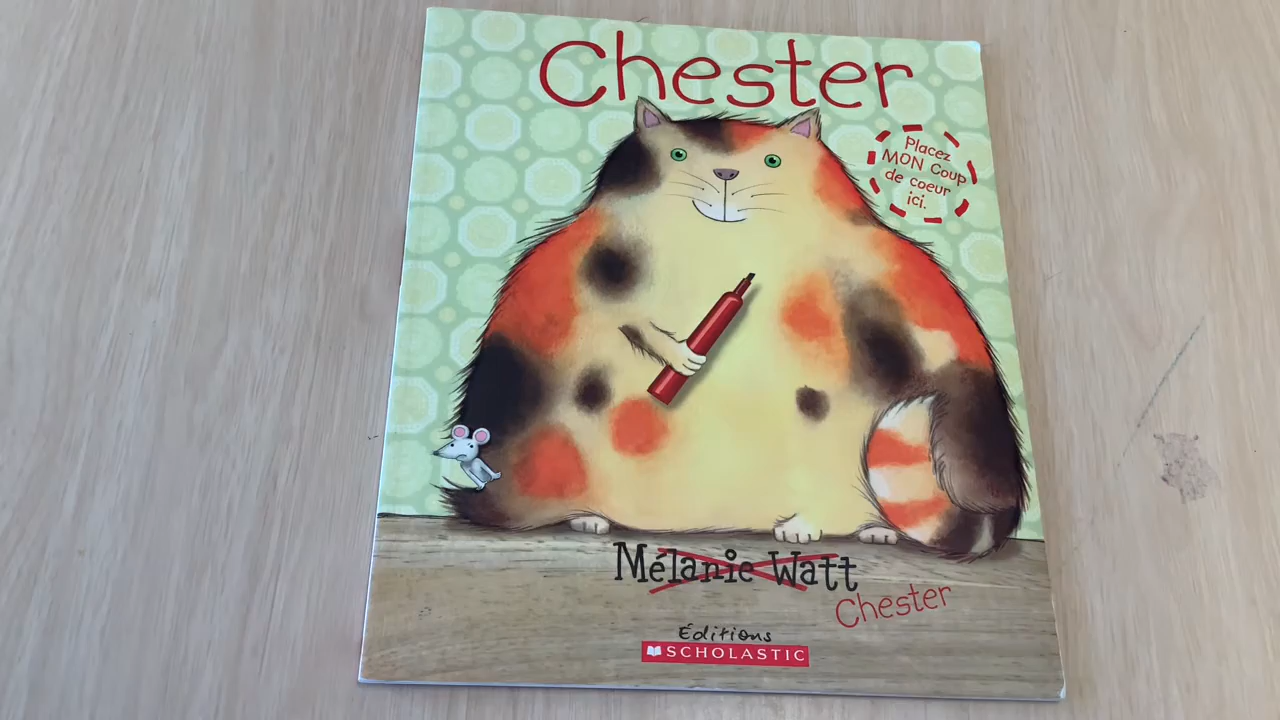 Chester
Placez
MON Coup
de coeur
ici.
Mélanie Watt
Chester
Éditions
SCHOLASTIC